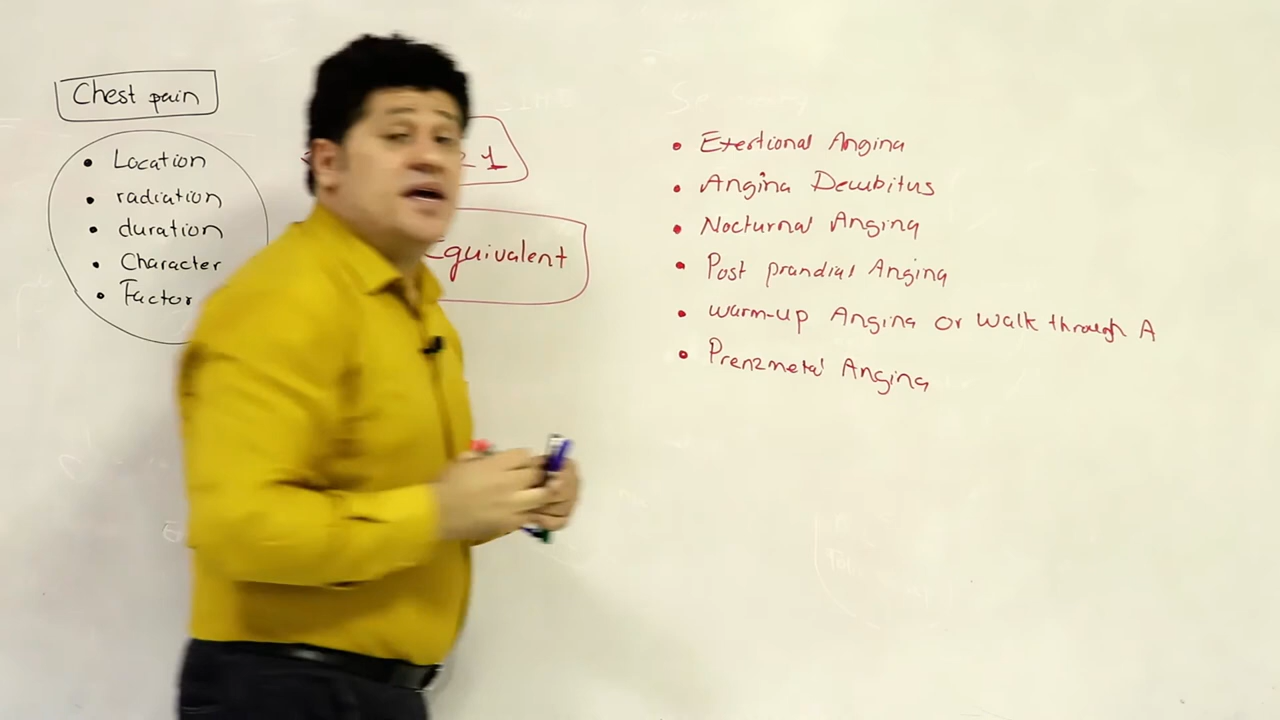 Chest pain
• Location
• radiation
• duration
• Character
• Factor
1
Equivalent
• Exertional Angina
• Angina Decubitus
• Nocturnal Angina
• Post prandial Angina
• warm-up Angina or Walk through A
• Prenzmetal Angina